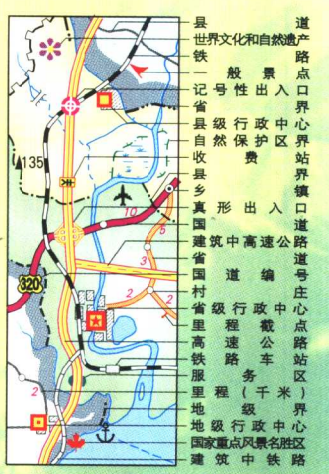 县道
世界文化和自然遗产
铁路
一般景点
记号性出入口
省界
县级行政中心
自然保护区界
收费站
县界
乡镇
真形出入口
国道
建筑中高速公路
省道
国道编号
村庄
省级行政中心
里程截点
高速公路
铁路车站
服务区
里程（千米）
地级界
地级行政中心
国家重点风景名胜区
建筑中铁路
135
10
5
3
2
2
320
2